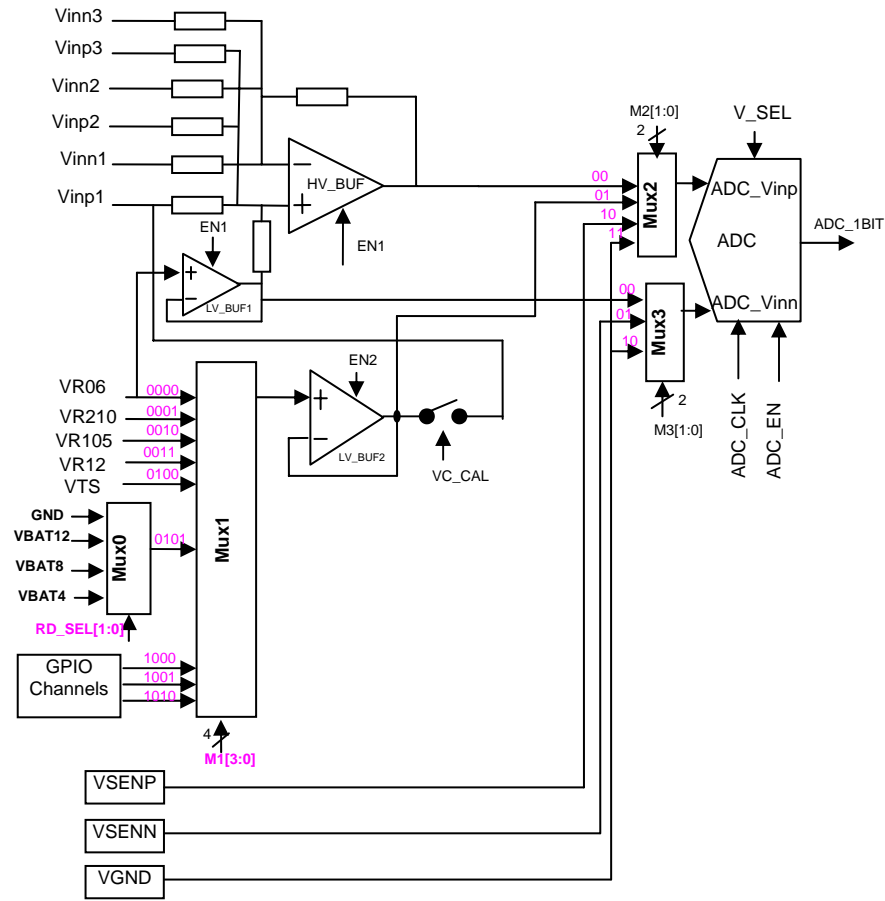 Vinn3
Vinp3
Vinn2
Vinp2
Vinn1
Vinp1
HV_BUF
EN1
EN1
LV_BUF1
M2[1:0]
2
V_SEL
00
01
10
11
Mux2
ADC_Vinp
ADC
ADC_Vinn
ADC_1BIT
00
01
10
Mux3
2
M3[1:0]
ADC_CLK
ADC_EN
VR06
0000
VR210
0001
VR105
0010
VR12
0011
VTS
0100
Mux1
EN2
LV_BUF2
VC_CAL
GND
VBAT12
VBAT8
VBAT4
Mux0
0101
RD_SEL[1:0]
GPIO
Channels
1000
1001
1010
4
M1[3:0]
VSENP
VSENN
VGND